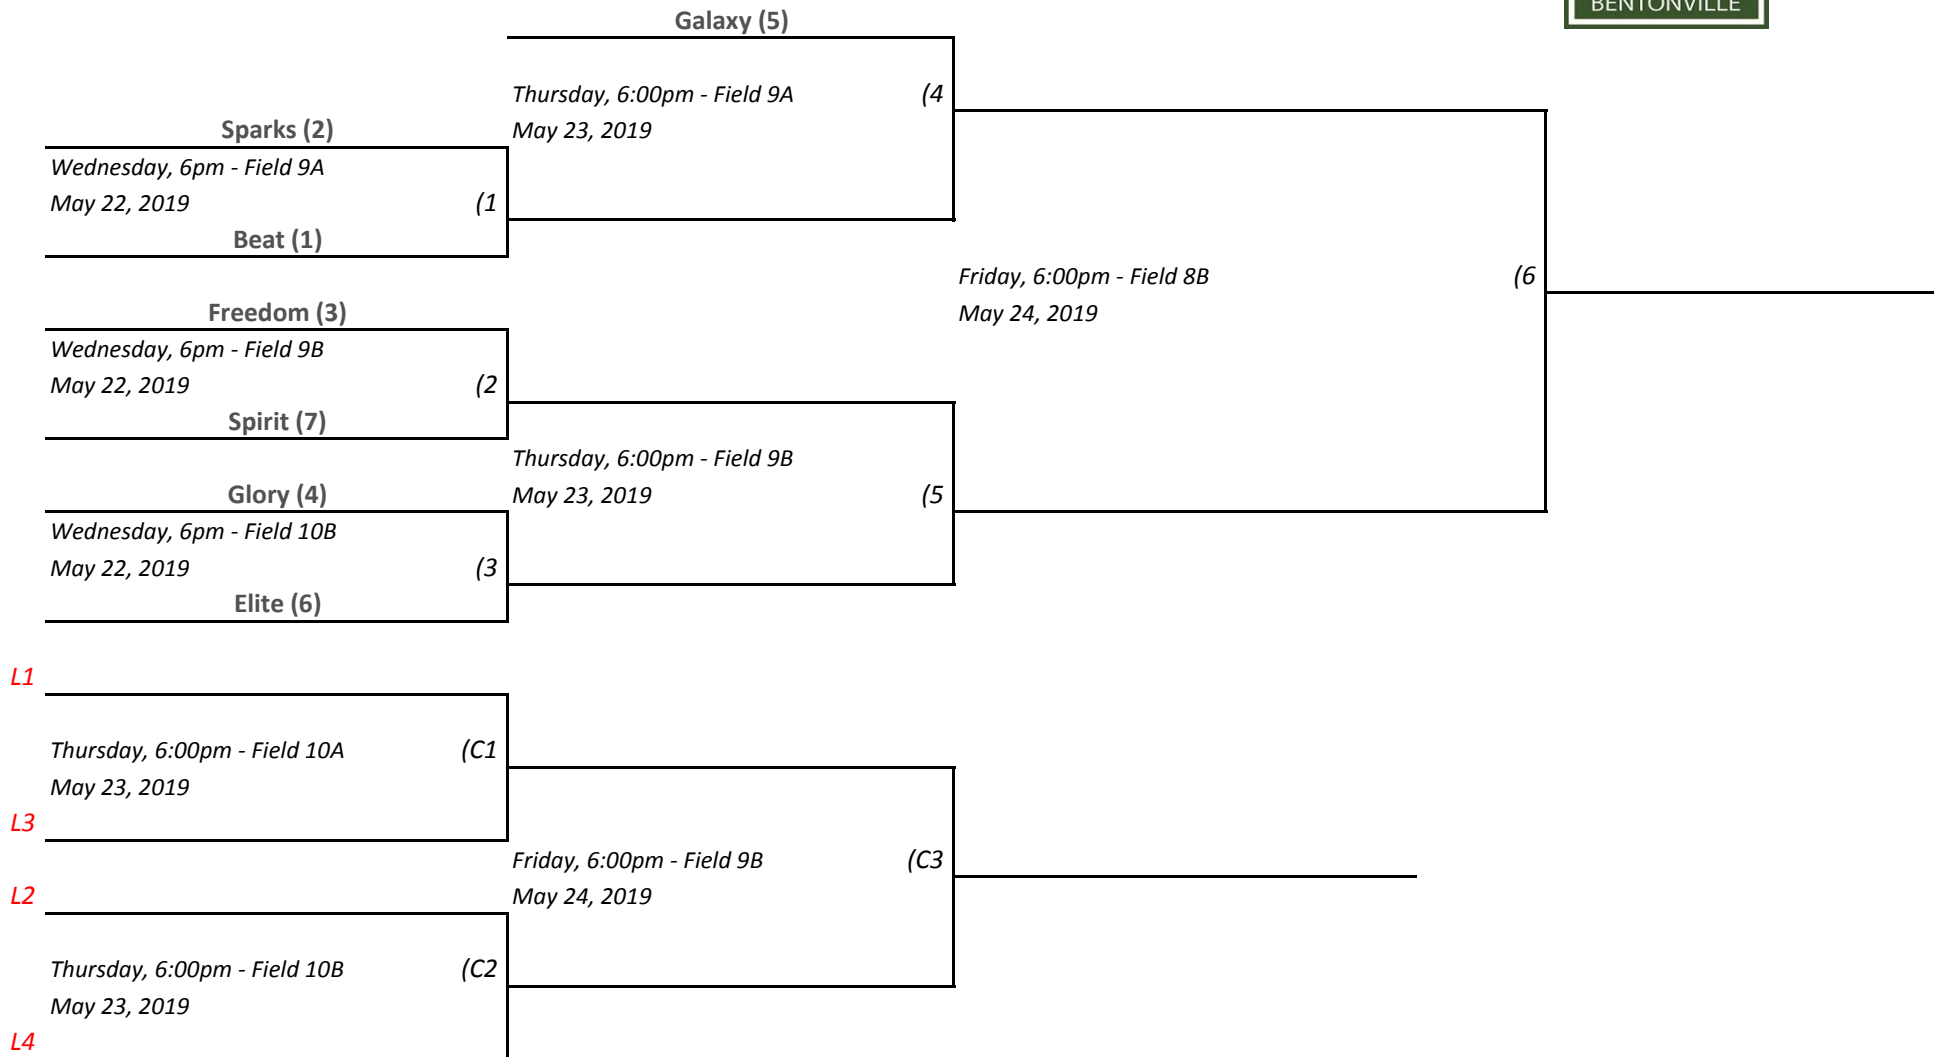 BENTONVILLE
Galaxy (5)
Thursday, 6:00pm - Field 9A (4
May 23, 2019
Sparks (2)
Wednesday, 6pm - Field 9A
May 22, 2019 (1
Beat (1)
Friday, 6:00pm - Field 8B (6
May 24, 2019
Freedom (3)
Wednesday, 6pm - Field 9B
May 22, 2019 (2
Spirit (7)
Thursday, 6:00pm - Field 9B
May 23, 2019 (5
Glory (4)
Wednesday, 6pm - Field 10B
May 22, 2019 (3
Elite (6)
L1
Thursday, 6:00pm - Field 10A (C1
May 23, 2019
L3
Friday, 6:00pm - Field 9B (C3
May 24, 2019
L2
Thursday, 6:00pm - Field 10B (C2
May 23, 2019
L4